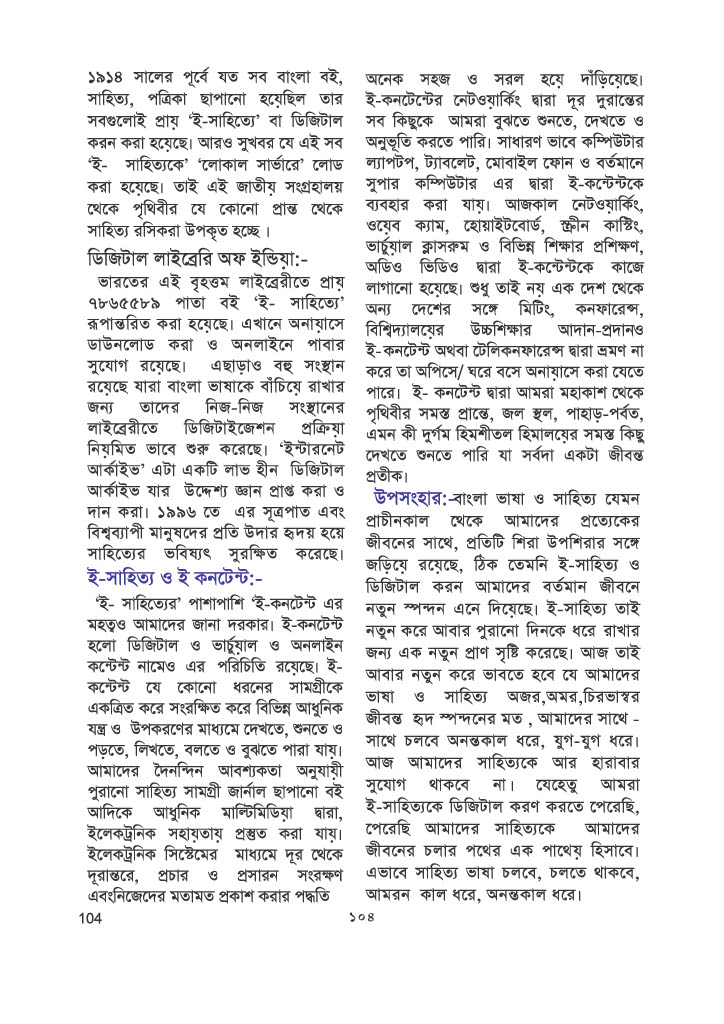 ১৯১৪ সালের পূর্বে যত সব বাংলা বই,
সাহিত্য, পত্রিকা ছাপানো হয়েছিল তার
সবগুলোই প্রায় ‘ই-সাহিত্যে’ বা ডিজিটাল
করন করা হয়েছে। আরও সুখবর যে এই সব
‘ই- সাহিত্যকে’ ‘লোকাল সার্ভারে’ লোড
করা হয়েছে। তাই এই জাতীয় সংগ্রহালয়
থেকে পৃথিবীর যে কোনো প্রান্ত থেকে
সাহিত্য রসিকরা উপকৃত হচ্ছে ।
ডিজিটাল লাইব্রেরি অফ ইন্ডিয়া:-
ভারতের এই বৃহত্তম লাইব্রেরীতে প্রায়
৭৮৬৫৫৮৯ পাতা বই ‘ই- সাহিত্যে’
রূপান্তরিত করা হয়েছে। এখানে অনায়াসে
ডাউনলোড করা ও অনলাইনে পাবার
সুযোগ রয়েছে। এছাড়াও বহু সংস্থান
রয়েছে যারা বাংলা ভাষাকে বাঁচিয়ে রাখার
জন্য তাদের নিজ-নিজ সংস্থানের
লাইব্রেরীতে ডিজিটাইজেশন প্রক্রিয়া
নিয়মিত ভাবে শুরু করেছে। ‘ইন্টারনেট
আর্কাইভ’ এটা একটি লাভ হীন ডিজিটাল
আর্কাইভ যার উদ্দেশ্য জ্ঞান প্রাপ্ত করা ও
দান করা। ১৯৯৬ তে এর সূত্রপাত এবং
বিশ্বব্যাপী মানুষদের প্রতি উদার হৃদয় হয়ে
সাহিত্যের ভবিষ্যৎ সুরক্ষিত করেছে।
ই-সাহিত্য ও ই কনটেন্ট:-
‘ই- সাহিত্যের’ পাশাপাশি ‘ই-কনটেন্ট এর
মহত্বও আমাদের জানা দরকার। ই-কনটেন্ট
হলো ডিজিটাল ও ভার্চুয়াল ও অনলাইন
কন্টেন্ট নামেও এর পরিচিতি রয়েছে। ই-
কন্টেন্ট যে কোনো ধরনের সামগ্রীকে
একত্রিত করে সংরক্ষিত করে বিভিন্ন আধুনিক
যন্ত্র ও উপকরণের মাধ্যমে দেখতে, শুনতে ও
পড়তে, লিখতে, বলতে ও বুঝতে পারা যায়।
আমাদের দৈনন্দিন আবশ্যকতা অনুযায়ী
পুরানো সাহিত্য সামগ্রী জার্নাল ছাপানো বই
আদিকে আধুনিক মাল্টিমিডিয়া দ্বারা,
ইলেকট্রনিক সহায়তায় প্রস্তুত করা যায়।
ইলেকট্রনিক সিস্টেমের মাধ্যমে দূর থেকে
দূরান্তরে, প্রচার ও প্রসারন সংরক্ষণ
এবংনিজেদের মতামত প্রকাশ করার পদ্ধতি
অনেক সহজ ও সরল হয়ে দাঁড়িয়েছে।
ই-কনটেন্টের নেটওয়ার্কিং দ্বারা দূর দুরান্তের
সব কিছুকে আমরা বুঝতে শুনতে, দেখতে ও
অনুভূতি করতে পারি। সাধারণ ভাবে কম্পিউটার
ল্যাপটপ, ট্যাবলেট, মোবাইল ফোন ও বর্তমানে
সুপার কম্পিউটার এর দ্বারা ই-কন্টেন্টকে
ব্যবহার করা যায়। আজকাল নেটওয়ার্কিং,
ওয়েব ক্যাম, হোয়াইটবোর্ড, স্ক্রীন কাস্টিং,
ভার্চুয়াল ক্লাসরুম ও বিভিন্ন শিক্ষার প্রশিক্ষণ,
অডিও ভিডিও দ্বারা ই-কন্টেন্টকে কাজে
লাগানো হয়েছে। শুধু তাই নয় এক দেশ থেকে
অন্য দেশের সঙ্গে মিটিং, কনফারেন্স,
বিশ্বিদ্যালয়ের উচ্চশিক্ষার আদান-প্রদানও
ই-কনটেন্ট অথবা টেলিকনফারেন্স দ্বারা ভ্রমণ না
করে তা অপিসে/ ঘরে বসে অনায়াসে করা যেতে
পারে। ই- কনটেন্ট দ্বারা আমরা মহাকাশ থেকে
পৃথিবীর সমস্ত প্রান্তে, জল স্থল, পাহাড়-পর্বত,
এমন কী দুর্গম হিমশীতল হিমালয়ের সমস্ত কিছু
দেখতে শুনতে পারি যা সর্বদা একটা জীবন্ত
প্রতীক।
উপসংহার:-বাংলা ভাষা ও সাহিত্য যেমন
প্রাচীনকাল থেকে আমাদের প্রত্যেকের
জীবনের সাথে, প্রতিটি শিরা উপশিরার সঙ্গে
জড়িয়ে রয়েছে, ঠিক তেমনি ই-সাহিত্য ও
ডিজিটাল করন আমাদের বর্তমান জীবনে
নতুন স্পন্দন এনে দিয়েছে। ই-সাহিত্য তাই
নতুন করে আবার পুরানো দিনকে ধরে রাখার
জন্য এক নতুন প্রাণ সৃষ্টি করেছে। আজ তাই
আবার নতুন করে ভাবতে হবে যে আমাদের
ভাষা ও সাহিত্য অজর,অমর,চিরভাস্বর
জীবন্ত হৃদ স্পন্দনের মত , আমাদের সাথে -
সাথে চলবে অনন্তকাল ধরে, যুগ-যুগ ধরে।
আজ আমাদের সাহিত্যকে আর হারাবার
সুযোগ থাকবে না। যেহেতু আমরা
ই-সাহিত্যকে ডিজিটাল করণ করতে পেরেছি,
পেরেছি আমাদের সাহিত্যকে আমাদের
জীবনের চলার পথের এক পাথেয় হিসাবে।
এভাবে সাহিত্য ভাষা চলবে, চলতে থাকবে,
আমরন কাল ধরে, অনন্তকাল ধরে।
104
১০৪